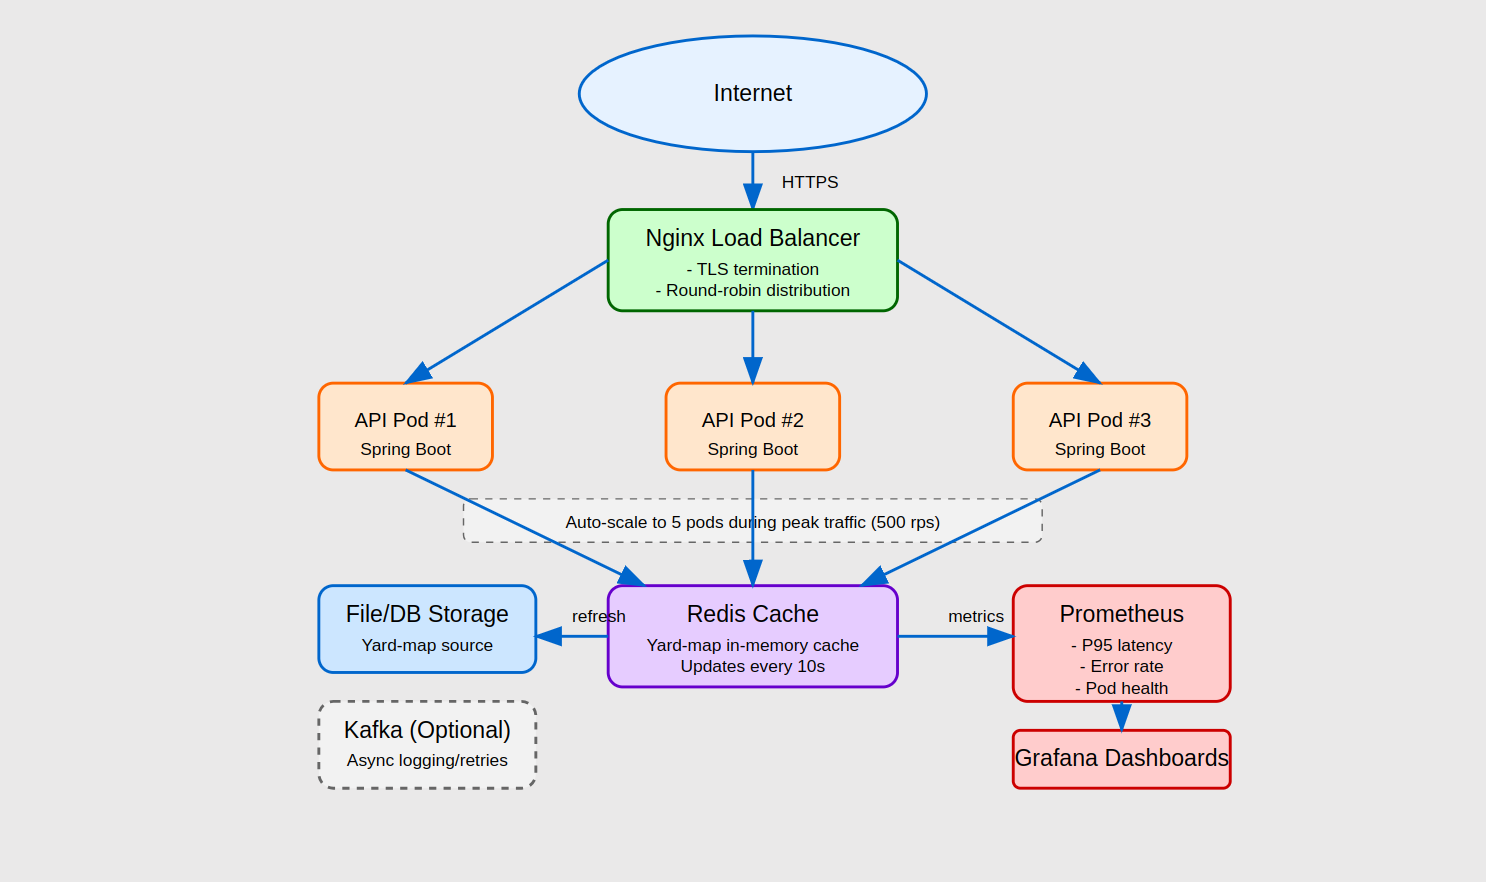 Internet
HTTPS
Nginx Load Balancer
- TLS termination
- Round-robin distribution
API Pod #1
Spring Boot
API Pod #2
Spring Boot
API Pod #3
Spring Boot
Auto-scale to 5 pods during peak traffic (500 rps)
File/DB Storage
Yard-map source
refresh
Redis Cache
Yard-map in-memory cache
Updates every 10s
metrics
Prometheus
- P95 latency
- Error rate
- Pod health
Kafka (Optional)
Async logging/retries
Grafana Dashboards